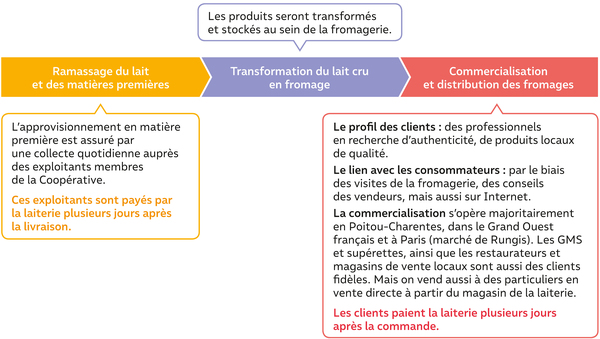 Les produits seront transformés
et stockés au sein de la fromagerie.
Ramassage du lait
et des matières premières
Transformation du lait cru
en fromage
Commercialisation
et distribution des fromages
L’approvisionnement en matière
première est assuré par
une collecte quotidienne auprès
des exploitants membres
de la Coopérative.
Ces exploitants sont payés par
la laiterie plusieurs jours après
la livraison.
Le profil des clients : des professionnels
en recherche d’authenticité, de produits locaux
de qualité.
Le lien avec les consommateurs : par le biais
des visites de la fromagerie, des conseils
des vendeurs, mais aussi sur Internet.
La commercialisation s’opère majoritairement
en Poitou-Charentes, dans le Grand Ouest
français et à Paris (marché de Rungis). Les GMS
et supérettes, ainsi que les restaurateurs et
magasins de vente locaux sont aussi des clients
fidèles. Mais on vend aussi à des particuliers en
vente directe à partir du magasin de la laiterie.
Les clients paient la laiterie plusieurs jours
après la commande.